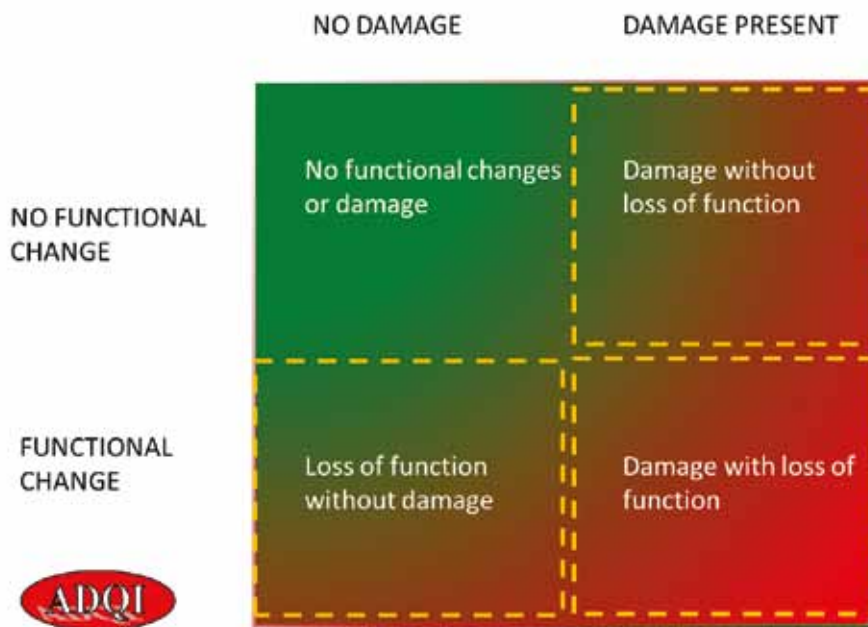 NO DAMAGE
DAMAGE PRESENT
NO FUNCTIONAL
CHANGE
No functional changes
or damage
Damage without
loss of function
FUNCTIONAL
CHANGE
Loss of function
without damage
Damage with loss of
function
ADQI